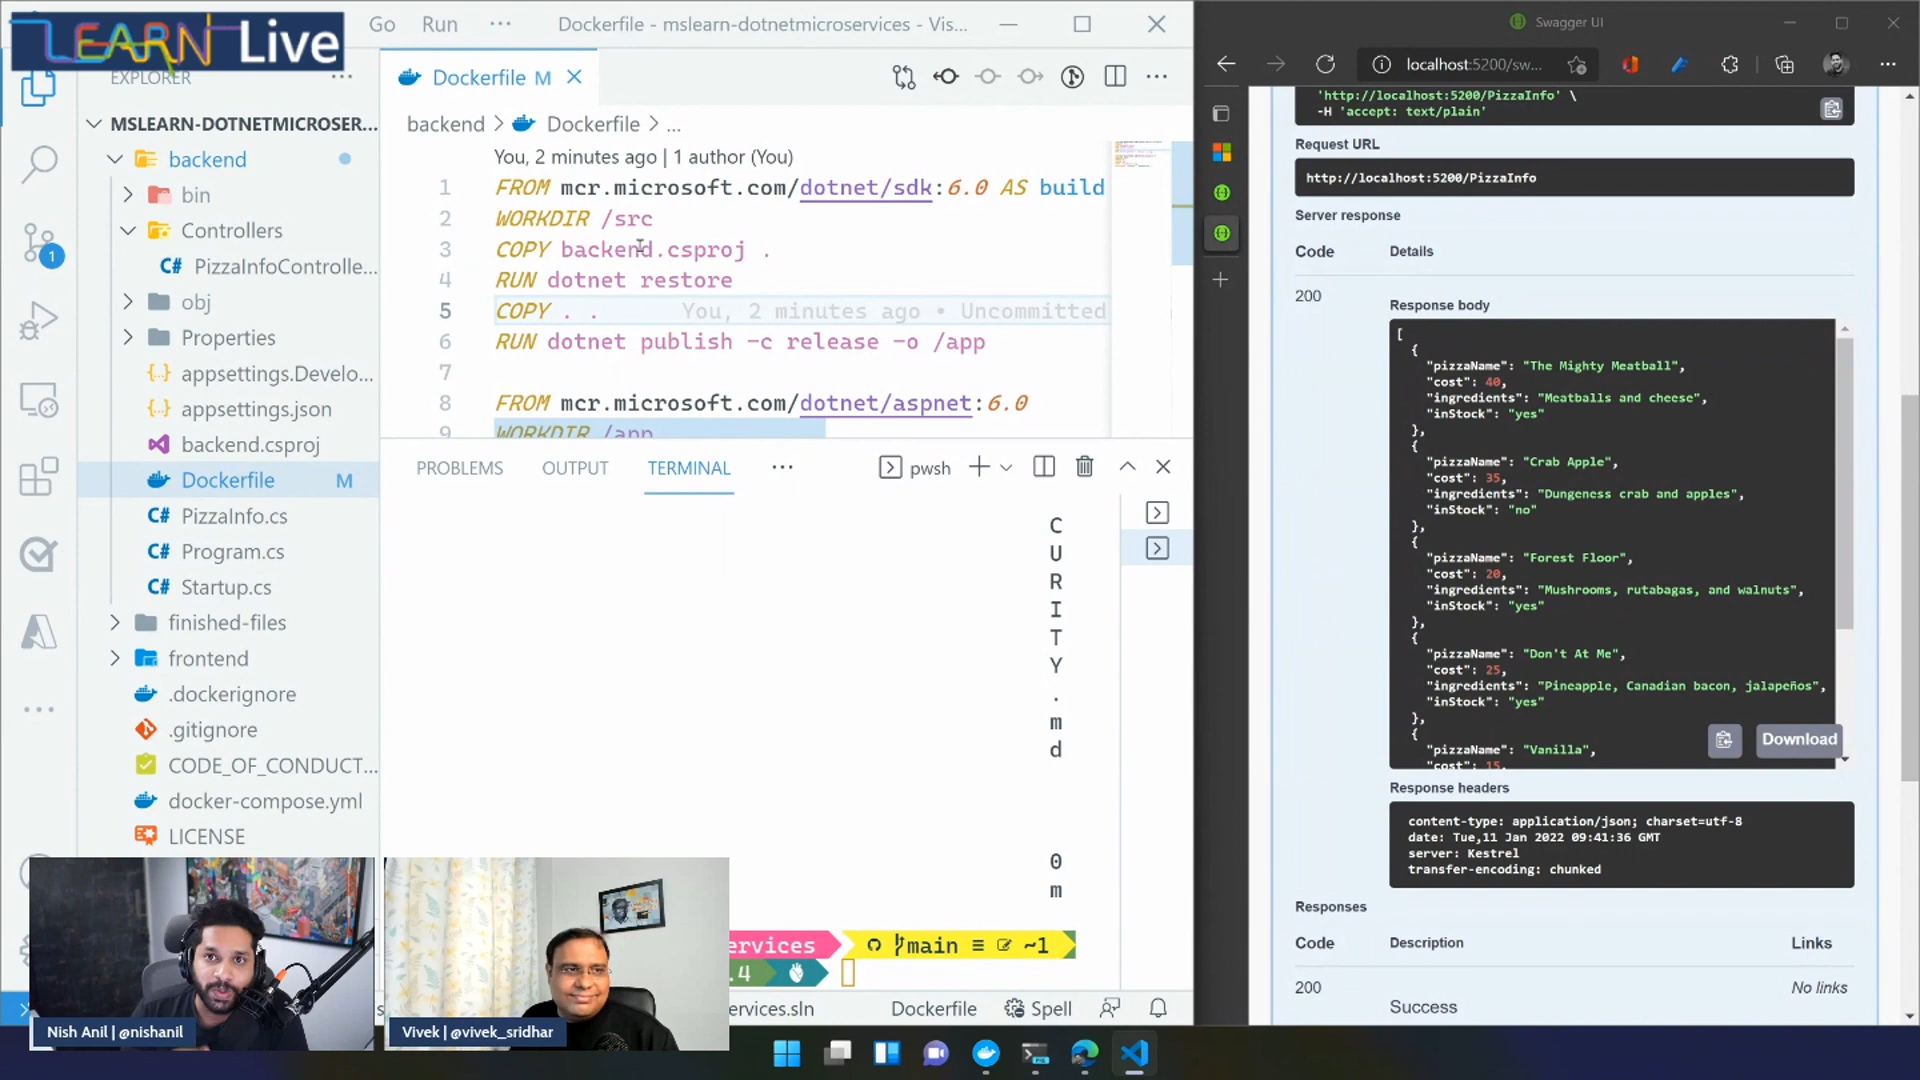 LEARN Live
Go Run ··· Dockerfile - mslearn-dotnetmicroservices - Vis...
EXPLORER ···
MSLEARN-DOTNETMICROSER...
backend
bin
Controllers
C# PizzaInfoControlle...
obj
Properties
{} appsettings.Develo...
{} appsettings.json
backend.csproj
Dockerfile M
C# PizzaInfo.cs
C# Program.cs
C# Startup.cs
finished-files
frontend
.dockerignore
.gitignore
CODE_OF_CONDUCT...
docker-compose.yml
LICENSE
1
Dockerfile M
backend > Dockerfile > ...
You, 2 minutes ago | 1 author (You)
1 FROM mcr.microsoft.com/dotnet/sdk:6.0 AS build
2 WORKDIR /src
3 COPY backend.csproj .
4 RUN dotnet restore
5 COPY . . You, 2 minutes ago • Uncommitted
6 RUN dotnet publish -c release -o /app
7
8 FROM mcr.microsoft.com/dotnet/aspnet:6.0
9 WORKDIR /app
PROBLEMS OUTPUT TERMINAL ··· pwsh
C
U
R
I
T
Y
.
m
d
0
m
ervices main ≡ ~1
.4
ervices.sln Dockerfile Spell
Nish Anil | @nishanil
Vivek | @vivek_sridhar
Swagger UI
localhost:5200/sw...
'http://localhost:5200/PizzaInfo' \
-H 'accept: text/plain'
Request URL
http://localhost:5200/PizzaInfo
Server response
Code Details
200
Response body
[
{
"pizzaName": "The Mighty Meatball",
"cost": 40,
"ingredients": "Meatballs and cheese",
"inStock": "yes"
},
{
"pizzaName": "Crab Apple",
"cost": 35,
"ingredients": "Dungeness crab and apples",
"inStock": "no"
},
{
"pizzaName": "Forest Floor",
"cost": 20,
"ingredients": "Mushrooms, rutabagas, and walnuts",
"inStock": "yes"
},
{
"pizzaName": "Don't At Me",
"cost": 25,
"ingredients": "Pineapple, Canadian bacon, jalapeños",
"inStock": "yes"
},
{
"pizzaName": "Vanilla",
"cost": 15,
Download
Response headers
content-type: application/json; charset=utf-8
date: Tue,11 Jan 2022 09:41:36 GMT
server: Kestrel
transfer-encoding: chunked
Responses
Code Description Links
200 Success No links